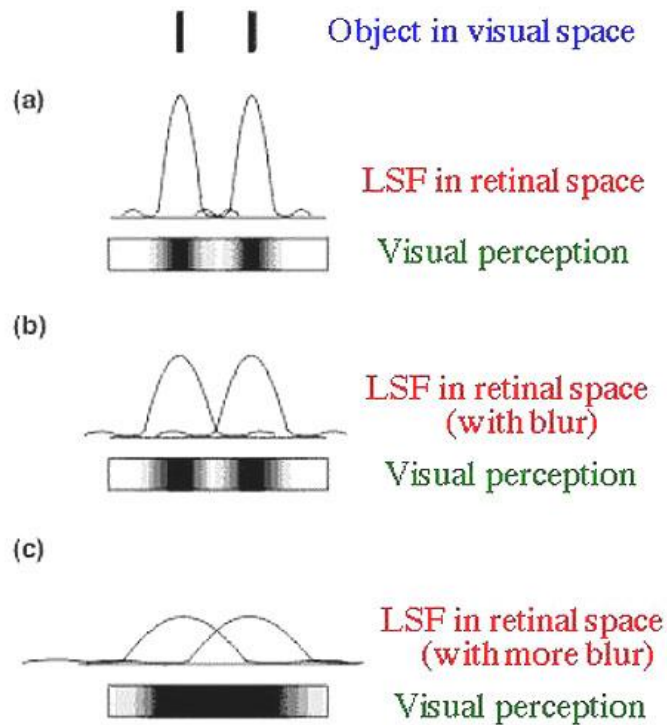 Object in visual space
(a)
LSF in retinal space
Visual perception
(b)
LSF in retinal space
(with blur)
Visual perception
(c)
LSF in retinal space
(with more blur)
Visual perception